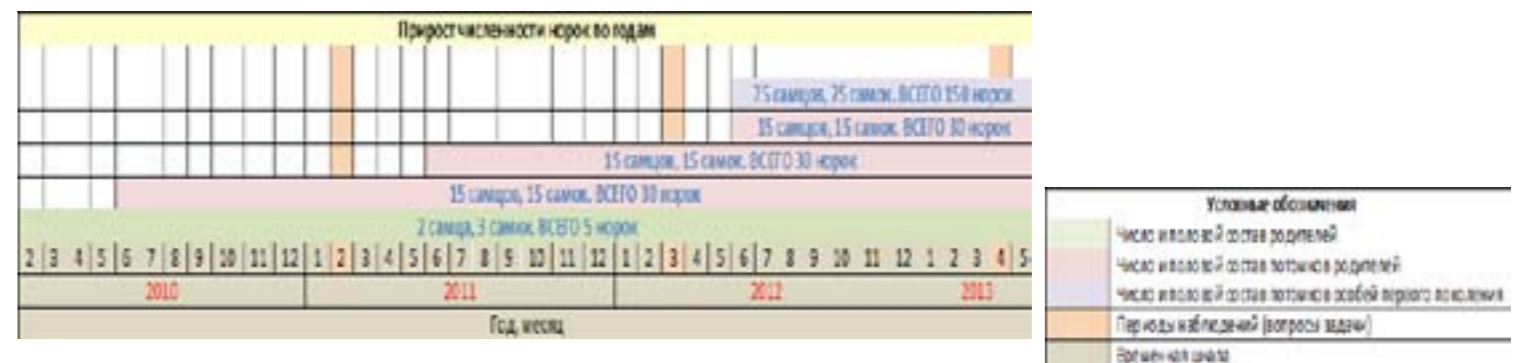 Прирост численности норок по годам
75 самцов, 75 самок. ВСЕГО 150 норок
15 самцов, 15 самок. ВСЕГО 30 норок
15 самцов, 15 самок. ВСЕГО 30 норок
15 самцов, 15 самок. ВСЕГО 30 норок
2 самца, 3 самки. ВСЕГО 5 норок
2 3 4 5 6 7 8 9 10 11 12 1 2 3 4 5 6 7 8 9 10 11 12 1 2 3 4 5 6 7 8 9 10 11 12 1 2 3 4 5
2010 2011 2012 2013
Год, месяц
Условные обозначения
Число и половой состав родителей
Число и половой состав потомков родителей
Число и половой состав потомков особей первого поколения
Периоды наблюдений (вопросы задачи)
Временная шкала